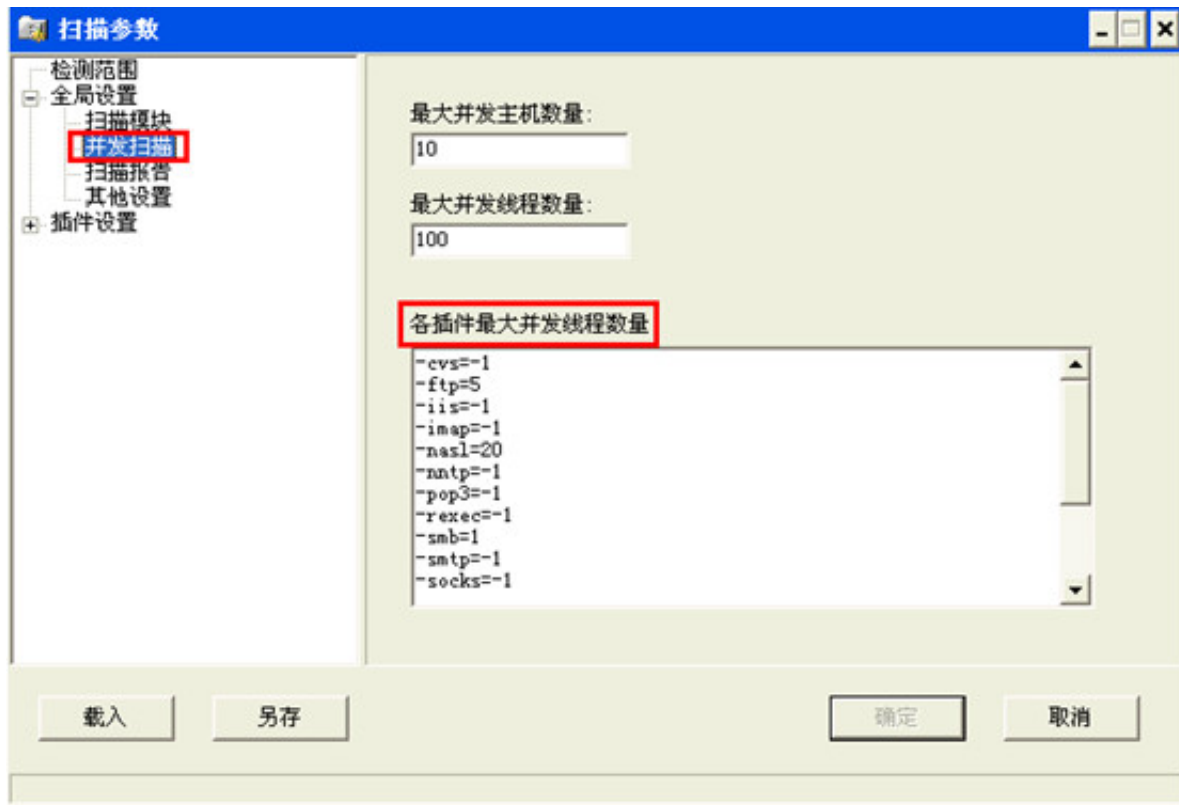 扫描参数
检测范围
全局设置
扫描模块
并发扫描
扫描报告
其他设置
插件设置
最大并发主机数量:
10
最大并发线程数量:
100
各插件最大并发线程数量
-cvs=-1
-ftp=5
-iis=-1
-imap=-1
-nasl=20
-nntp=-1
-pop3=-1
-rexec=-1
-smb=1
-smtp=-1
-socks=-1
载入
另存
确定
取消